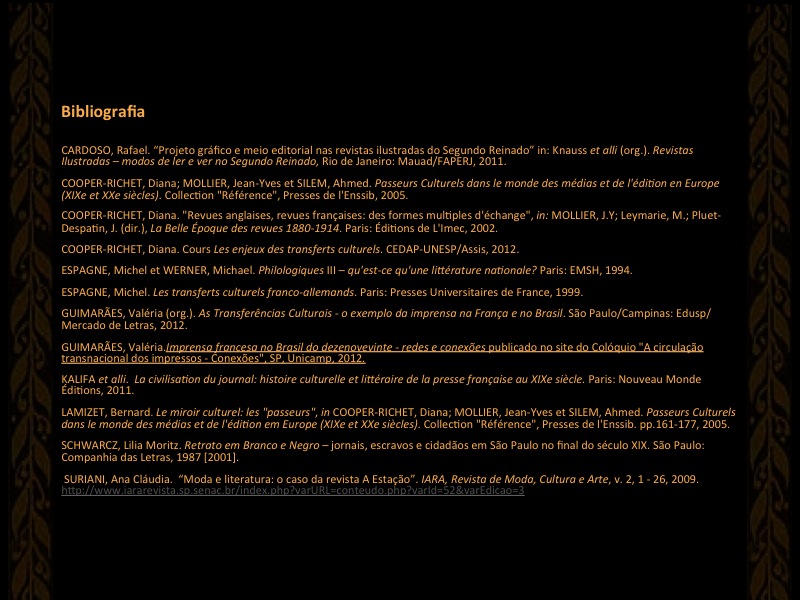 Bibliografia
CARDOSO, Rafael. “Projeto gráfico e meio editorial nas revistas ilustradas do Segundo Reinado” in: Knauss et alli (org.). Revistas
Ilustradas – modos de ler e ver no Segundo Reinado, Rio de Janeiro: Mauad/FAPERJ, 2011.
COOPER-RICHET, Diana; MOLLIER, Jean-Yves et SILEM, Ahmed. Passeurs Culturels dans le monde des médias et de l'édition en Europe
(XIXe et XXe siècles). Collection "Référence", Presses de l'Enssib, 2005.
COOPER-RICHET, Diana. "Revues anglaises, revues françaises: des formes multiples d'échange", in: MOLLIER, J.Y; Leymarie, M.; Pluet-
Despatin, J. (dir.), La Belle Époque des revues 1880-1914. Paris: Éditions de L'Imec, 2002.
COOPER-RICHET, Diana. Cours Les enjeux des transferts culturels. CEDAP-UNESP/Assis, 2012.
ESPAGNE, Michel et WERNER, Michael. Philologiques III – qu'est-ce qu'une littérature nationale? Paris: EMSH, 1994.
ESPAGNE, Michel. Les transferts culturels franco-allemands. Paris: Presses Universitaires de France, 1999.
GUIMARÃES, Valéria (org.). As Transferências Culturais - o exemplo da imprensa na França e no Brasil. São Paulo/Campinas: Edusp/
Mercado de Letras, 2012.
GUIMARÃES, Valéria.Imprensa francesa no Brasil do dezenovevinte - redes e conexões publicado no site do Colóquio "A circulação
transnacional dos impressos - Conexões", SP, Unicamp, 2012.
KALIFA et alli. La civilisation du journal: histoire culturelle et littéraire de la presse française au XIXe siècle. Paris: Nouveau Monde
Éditions, 2011.
LAMIZET, Bernard. Le miroir culturel: les "passeurs", in COOPER-RICHET, Diana; MOLLIER, Jean-Yves et SILEM, Ahmed. Passeurs Culturels
dans le monde des médias et de l'édition em Europe (XIXe et XXe siècles). Collection "Référence", Presses de l'Enssib. pp.161-177, 2005.
SCHWARCZ, Lilia Moritz. Retrato em Branco e Negro – jornais, escravos e cidadãos em São Paulo no final do século XIX. São Paulo:
Companhia das Letras, 1987 [2001].
SURIANI, Ana Cláudia. “Moda e literatura: o caso da revista A Estação”. IARA, Revista de Moda, Cultura e Arte, v. 2, 1 - 26, 2009.
http://www.iararevista.sp.senac.br/index.php?varURL=conteudo.php?varId=52&varEdicao=3